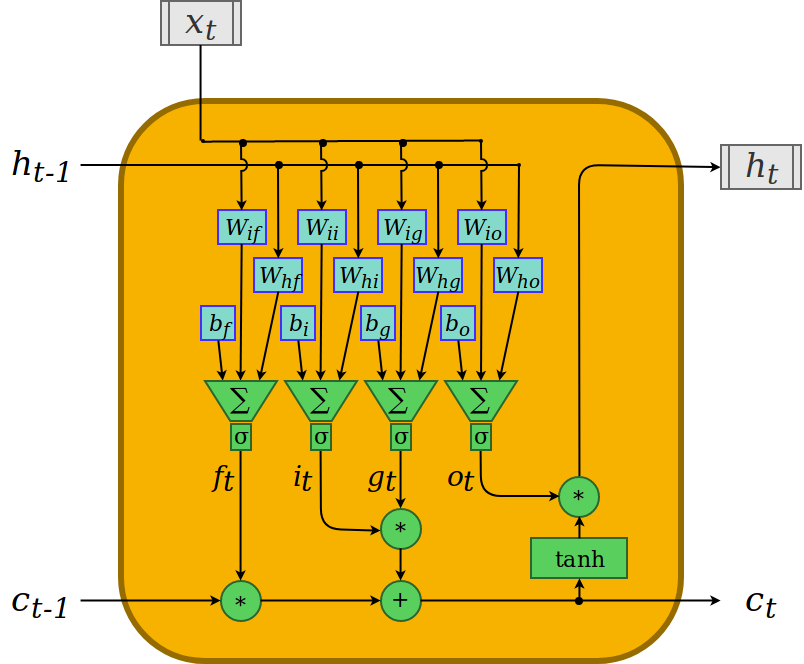 xt
ht-1
ht
Wif Wii Wig Wio
Whf Whi Whg Who
bf bi bg bo
∑ ∑ ∑ ∑
σ σ σ σ
ft it gt ot
*
*
tanh
ct-1 * + ct